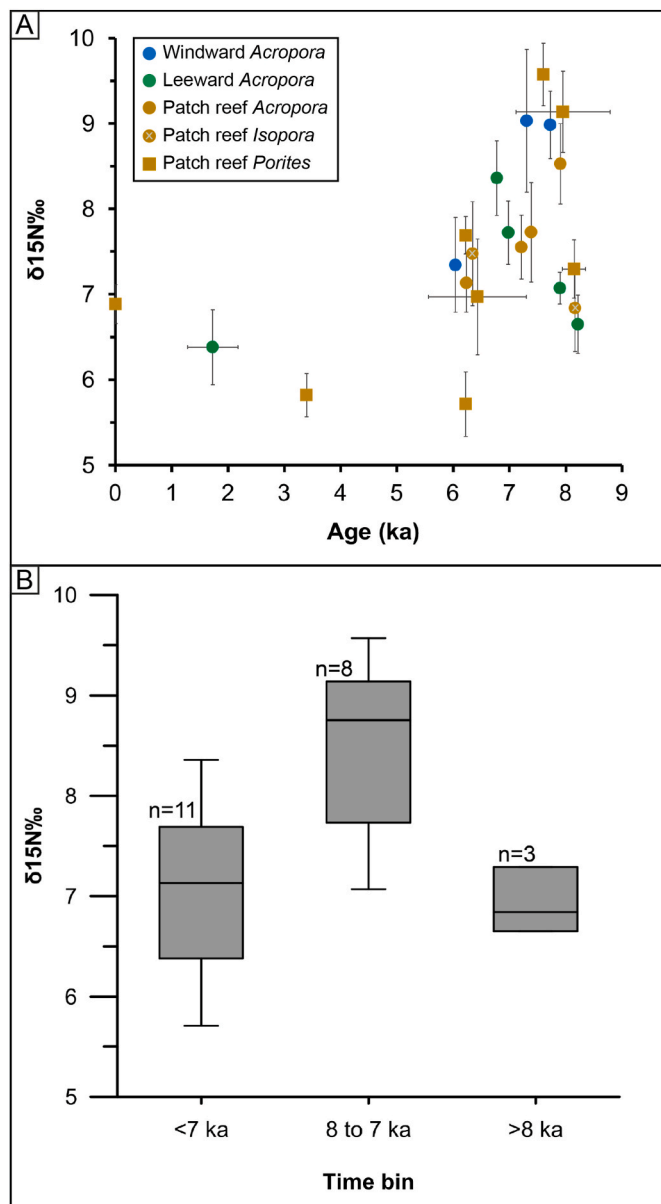 A
Windward Acropora
Leeward Acropora
Patch reef Acropora
Patch reef Isopora
Patch reef Porites
10
9
8
7
6
5
δ15N‰
0 1 2 3 4 5 6 7 8 9
Age (ka)
B
10
9
8
7
6
5
δ15N‰
n=11
n=8
n=3
<7 ka 8 to 7 ka >8 ka
Time bin